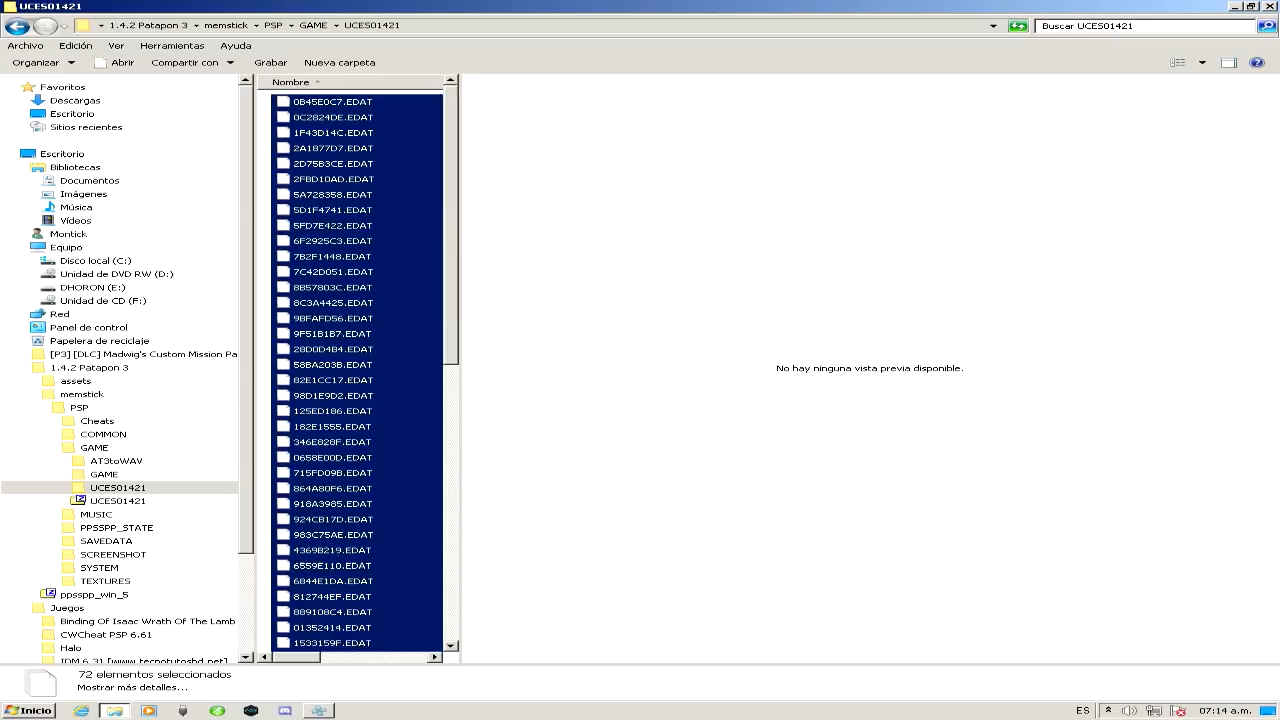 UCES01421
1.4.2 Patapon 3 memstick PSP GAME UCES01421
Buscar UCES01421
Archivo Edición Ver Herramientas Ayuda
Organizar Abrir Compartir con Grabar Nueva carpeta
Favoritos
Descargas
Escritorio
Sitios recientes
Escritorio
Bibliotecas
Documentos
Imágenes
Música
Vídeos
Montick
Equipo
Disco local (C:)
Unidad de DVD RW (D:)
DHORON (E:)
Unidad de CD (F:)
Red
Panel de control
Papelera de reciclaje
[P3] [DLC] Madwig's Custom Mission Pa
1.4.2 Patapon 3
assets
memstick
PSP
Cheats
COMMON
GAME
AT3toWAV
GAME
UCES01421
UCES01421
MUSIC
PPSSPP_STATE
SAVEDATA
SCREENSHOT
SYSTEM
TEXTURES
ppsspp_win_5
Juegos
Binding Of Isaac Wrath Of The Lamb
CWCheat PSP 6.61
Halo
IDM 6.31 [www.tecnotutoshd.net]
Nombre
0B45E0C7.EDAT
0C2824DE.EDAT
1F43D14C.EDAT
2A1877D7.EDAT
2D75B3CE.EDAT
2FBD10AD.EDAT
5A728358.EDAT
5D1F4741.EDAT
5FD7E422.EDAT
6F2925C3.EDAT
7B2F1448.EDAT
7C42D051.EDAT
8B57803C.EDAT
8C3A4425.EDAT
9BFAFD56.EDAT
9F51B1B7.EDAT
28D0D4B4.EDAT
58BA203B.EDAT
82E1CC17.EDAT
98D1E9D2.EDAT
125ED186.EDAT
182E1555.EDAT
346E828F.EDAT
0658E00D.EDAT
715FD09B.EDAT
864A80F6.EDAT
918A3985.EDAT
924CB17D.EDAT
983C75AE.EDAT
4369B219.EDAT
6559E110.EDAT
6844E1DA.EDAT
812744EF.EDAT
889108C4.EDAT
01352414.EDAT
1533159F.EDAT
No hay ninguna vista previa disponible.
72 elementos seleccionados
Mostrar más detalles...
Inicio
ES
07:14 a.m.